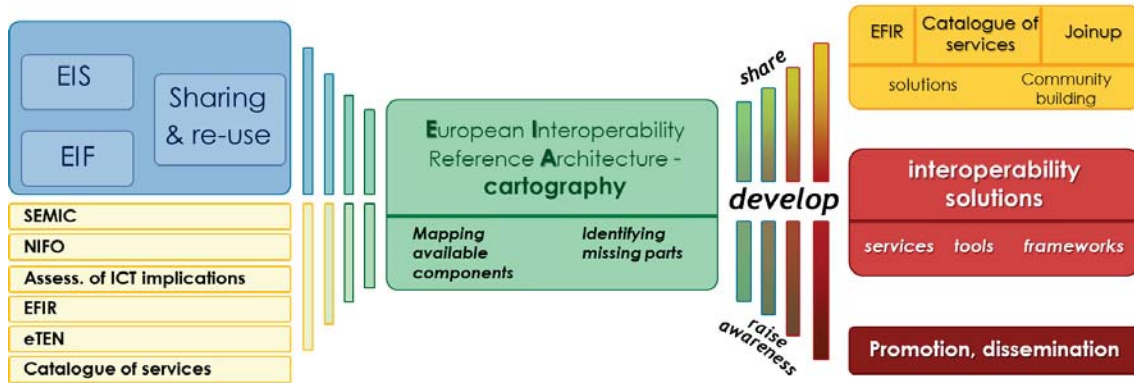 EIS
EIF
Sharing
& re-use
SEMIC
NIFO
Assess. of ICT implications
EFIR
eTEN
Catalogue of services
European Interoperability
Reference Architecture -
cartography
Mapping
available
components
Identifying
missing parts
share
develop
raise
awareness
EFIR
Catalogue of
services
Joinup
solutions
Community
building
interoperability
solutions
services tools frameworks
Promotion, dissemination